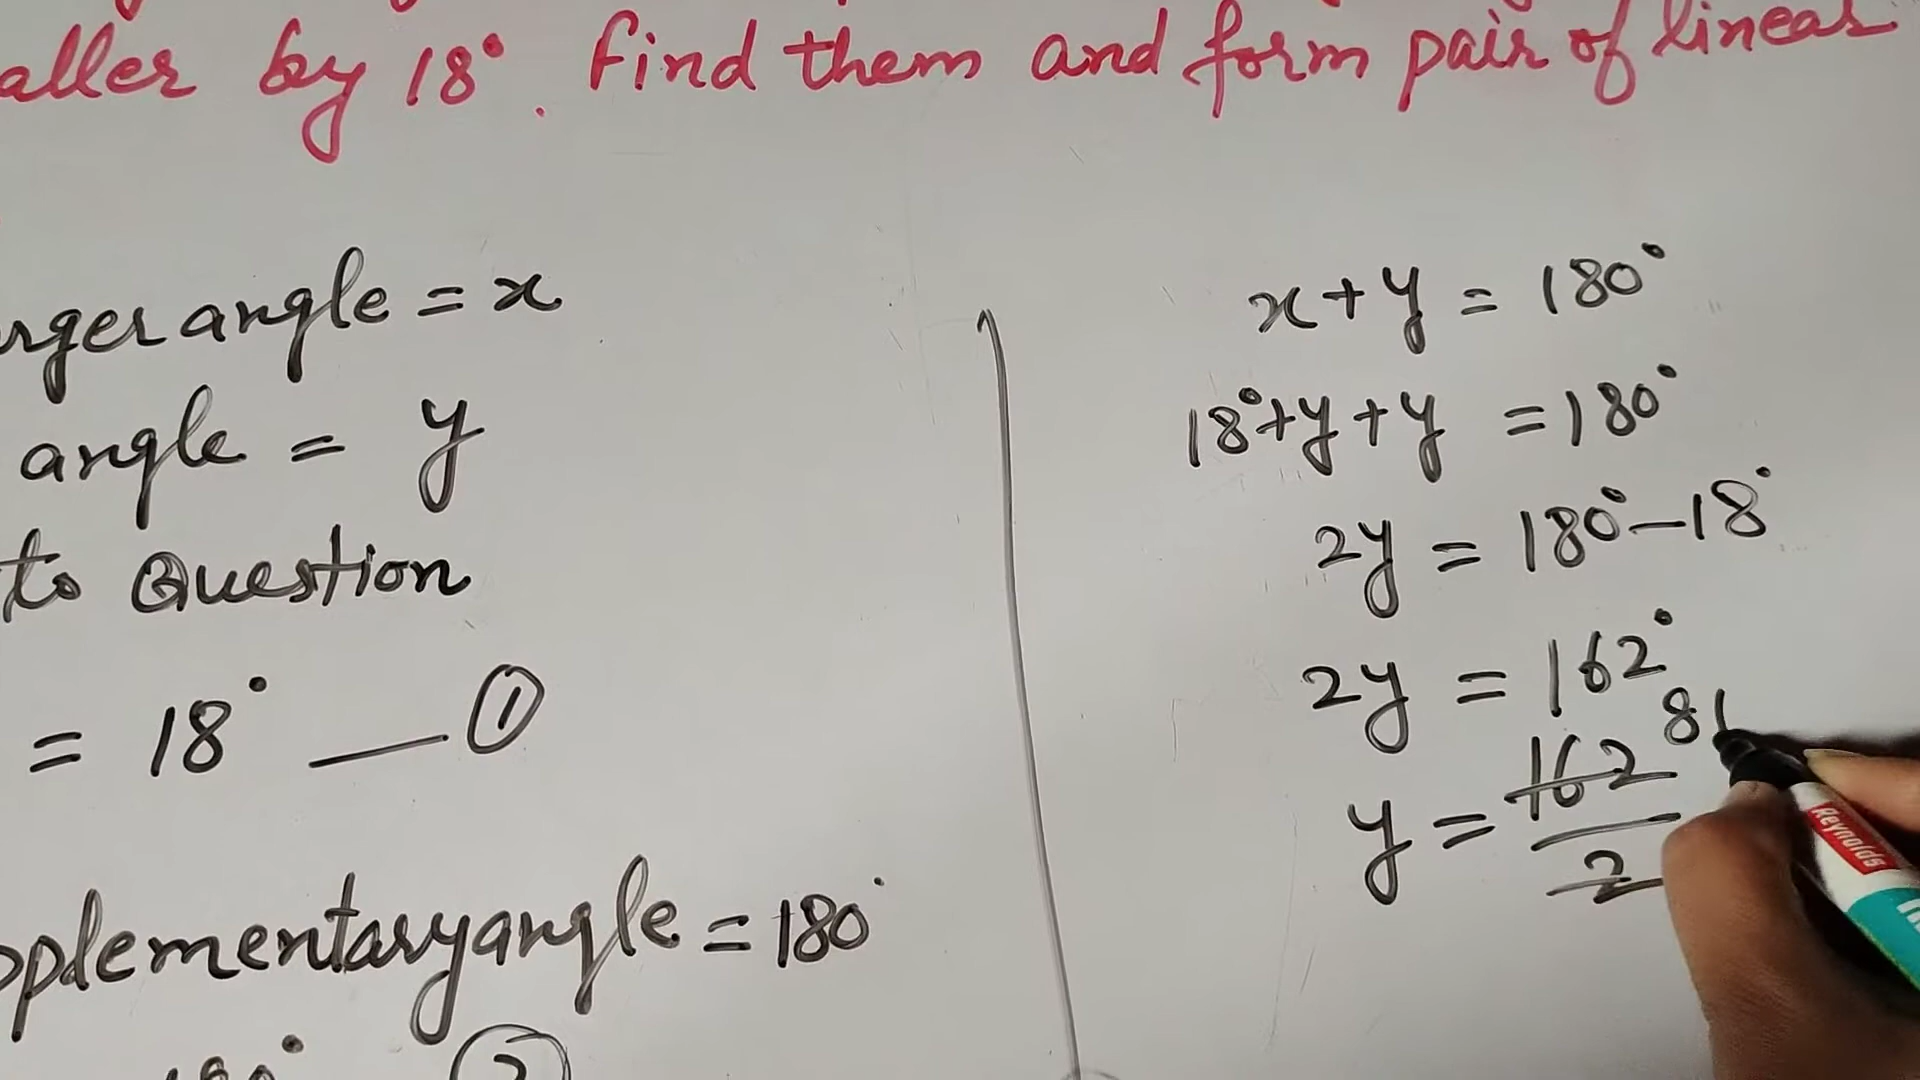 aller by 18°. find them and form pair of linear
rger angle = x
angle = y
to Question
= 18° — ①
pplementary angle = 180°
x + y = 180°
18° + y + y = 180°
2y = 180° – 18°
2y = 162°
81
y = 162/2
Reynolds